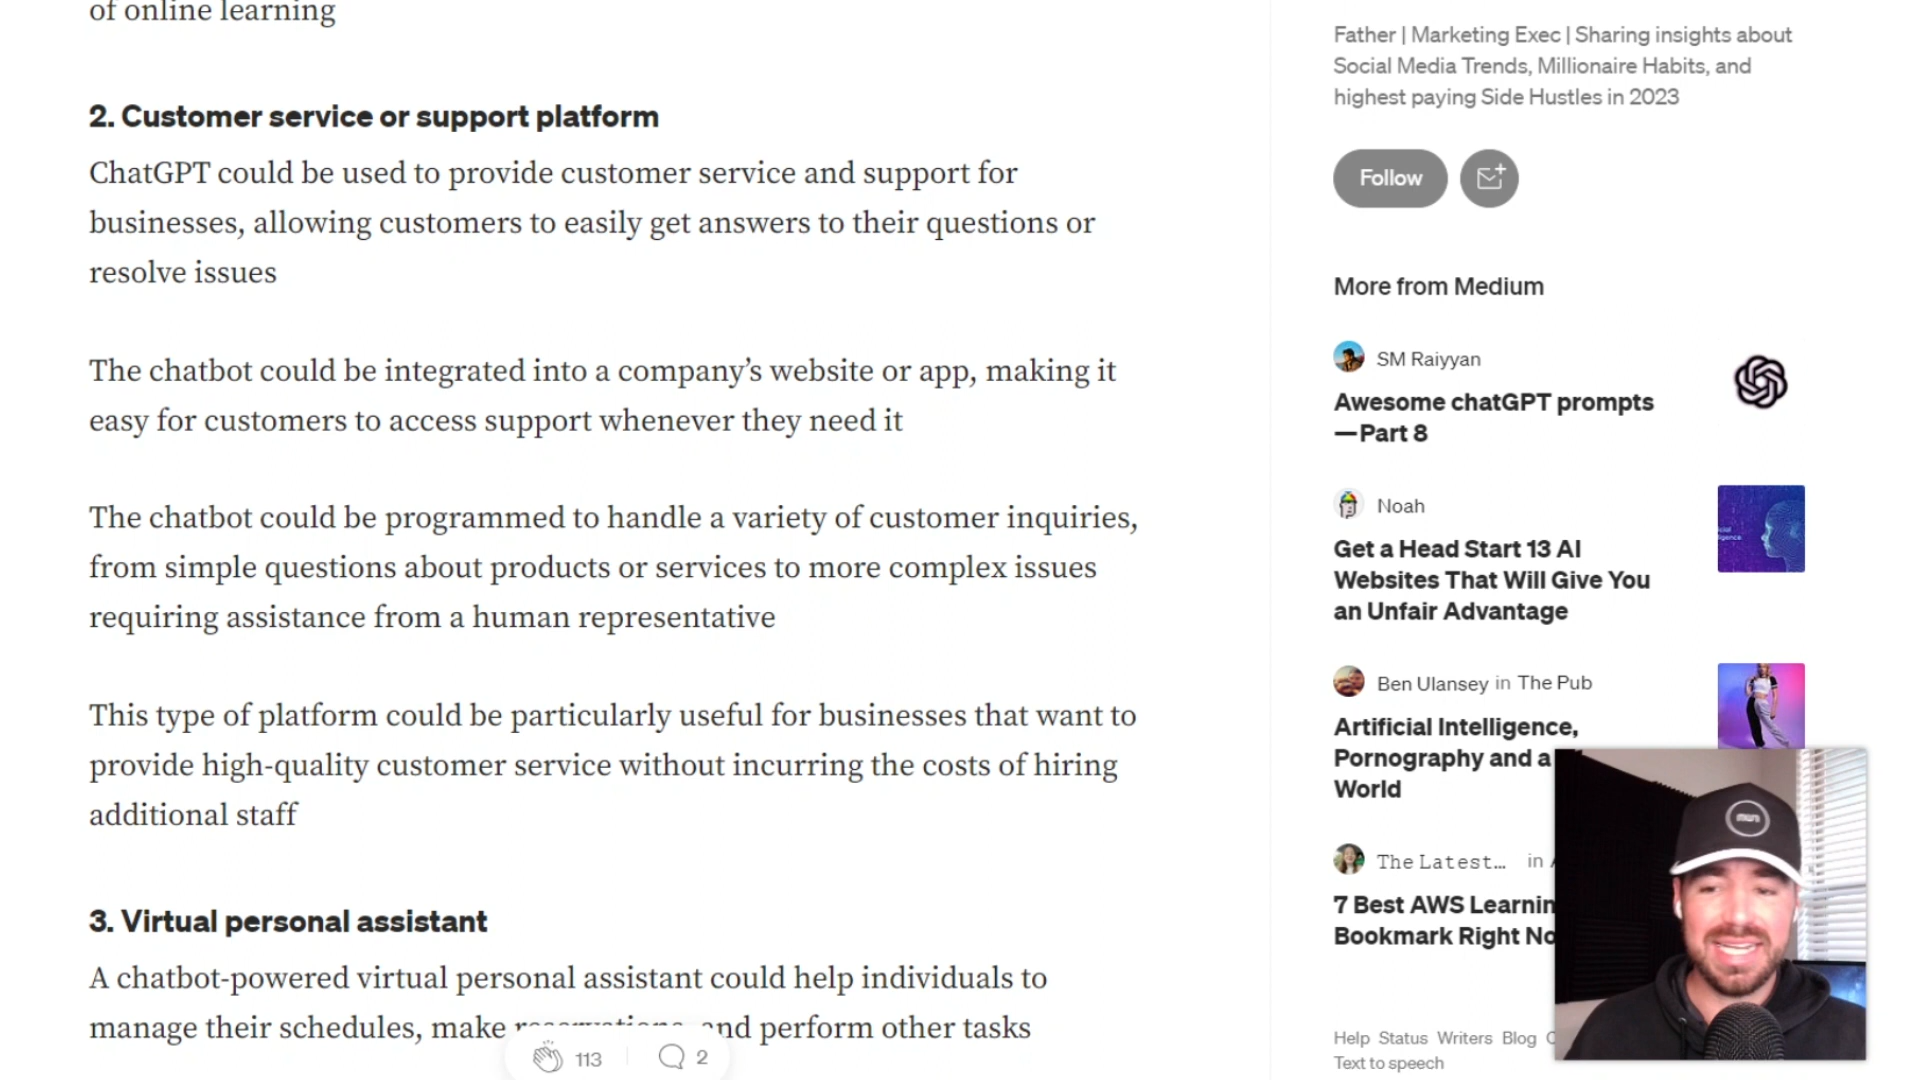 of online learning
2. Customer service or support platform
ChatGPT could be used to provide customer service and support for
businesses, allowing customers to easily get answers to their questions or
resolve issues
The chatbot could be integrated into a company’s website or app, making it
easy for customers to access support whenever they need it
The chatbot could be programmed to handle a variety of customer inquiries,
from simple questions about products or services to more complex issues
requiring assistance from a human representative
This type of platform could be particularly useful for businesses that want to
provide high-quality customer service without incurring the costs of hiring
additional staff
3. Virtual personal assistant
A chatbot-powered virtual personal assistant could help individuals to
manage their schedules, make and perform other tasks
113
2
Father | Marketing Exec | Sharing insights about
Social Media Trends, Millionaire Habits, and
highest paying Side Hustles in 2023
Follow
More from Medium
SM Raiyyan
Awesome chatGPT prompts
—Part 8
Noah
Get a Head Start 13 AI
Websites That Will Give You
an Unfair Advantage
Ben Ulansey in The Pub
Artificial Intelligence,
Pornography and a
World
The Latest... in
7 Best AWS
Bookmark Right
Help Status Writers Blog
Text to speech